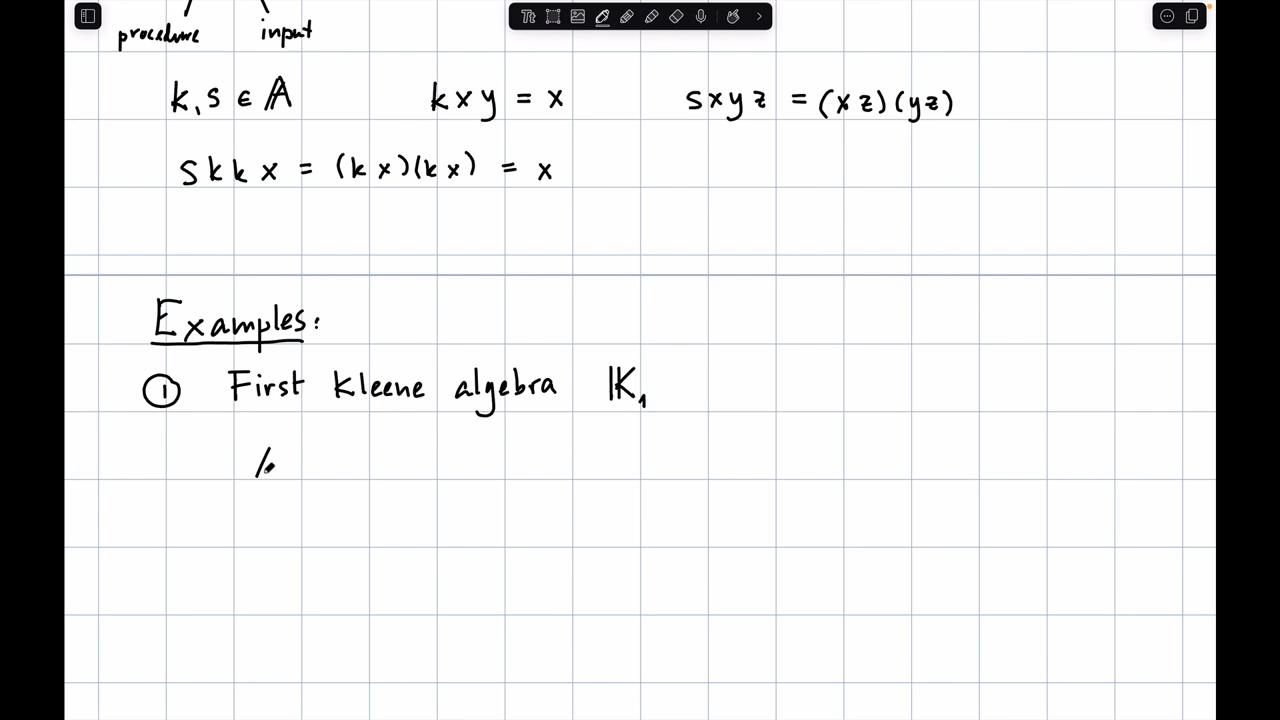 procedure input
k, s ∈ 𝔸 k x y = x s x y z = (x z)(y z)
s k k x = (k x)(k x) = x
Examples:
① First Kleene algebra 𝕂₁